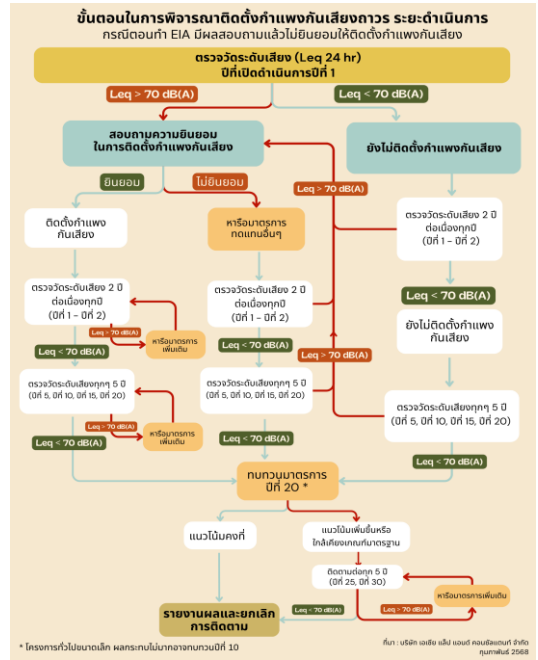 ขั้นตอนในการพิจารณาติดตั้งกำแพงกันเสียงถาวร ระยะดำเนินการ
กรณีตอนทำ EIA มีผลสอบถามแล้วไม่ยินยอมให้ติดตั้งกำแพงกันเสียง
ตรวจวัดระดับเสียง (Leq 24 hr)
ปีที่เปิดดำเนินการปีที่ 1
Leq > 70 dB(A)
Leq < 70 dB(A)
สอบถามความยินยอม
ในการติดตั้งกำแพงกันเสียง
ยังไม่ติดตั้งกำแพงกันเสียง
ยินยอม
ไม่ยินยอม
Leq > 70 dB(A)
ติดตั้งกำแพง
กันเสียง
หารือมาตรการ
ทดแทนอื่นๆ
ตรวจวัดระดับเสียง 2 ปี
ต่อเนื่องทุกปี
(ปีที่ 1 – ปีที่ 2)
ตรวจวัดระดับเสียง 2 ปี
ต่อเนื่องทุกปี
(ปีที่ 1 – ปีที่ 2)
ตรวจวัดระดับเสียง 2 ปี
ต่อเนื่องทุกปี
(ปีที่ 1 – ปีที่ 2)
Leq < 70 dB(A)
Leq > 70 dB(A)
หารือมาตรการ
เพิ่มเติม
ยังไม่ติดตั้งกำแพง
กันเสียง
Leq < 70 dB(A)
Leq < 70 dB(A)
Leq > 70 dB(A)
ตรวจวัดระดับเสียงทุกๆ 5 ปี
(ปีที่ 5, ปีที่ 10, ปีที่ 15, ปีที่ 20)
ตรวจวัดระดับเสียงทุกๆ 5 ปี
(ปีที่ 5, ปีที่ 10, ปีที่ 15, ปีที่ 20)
ตรวจวัดระดับเสียงทุกๆ 5 ปี
(ปีที่ 5, ปีที่ 10, ปีที่ 15, ปีที่ 20)
Leq > 70 dB(A)
หารือมาตรการ
เพิ่มเติม
Leq < 70 dB(A)
Leq < 70 dB(A)
Leq < 70 dB(A)
ทบทวนมาตรการ
ปีที่ 20 *
แนวโน้มคงที่
แนวโน้มเพิ่มขึ้นหรือ
ใกล้เคียงเกณฑ์มาตรฐาน
ติดตามต่อทุก 5 ปี
(ปีที่ 25, ปีที่ 30)
หารือมาตรการเพิ่มเติม
รายงานผลและยกเลิก
การติดตาม
Leq < 70 dB(A)
Leq > 70 dB(A)
* โครงการทั่วไปขนาดเล็ก ผลกระทบไม่มากอาจทบทวนปีที่ 10
ที่มา : บริษัท เอเชีย แล็ป แอนด์ คอนซัลแตนท์ จำกัด
กุมภาพันธ์ 2568